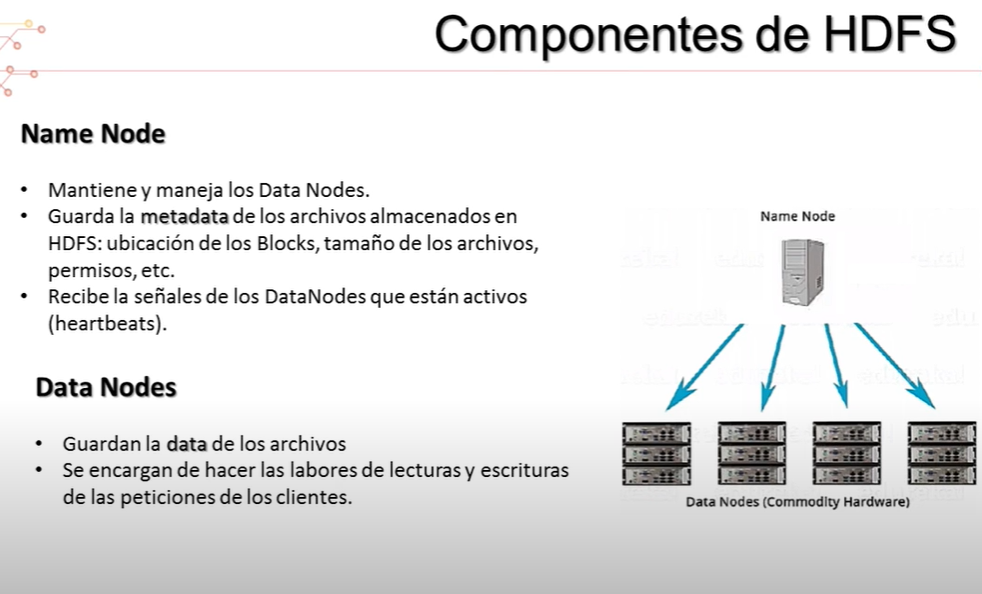 Componentes de HDFS
Name Node
• Mantiene y maneja los Data Nodes.
• Guarda la metadata de los archivos almacenados en
HDFS: ubicación de los Blocks, tamaño de los archivos,
permisos, etc.
• Recibe la señales de los DataNodes que están activos
(heartbeats).
Data Nodes
• Guardan la data de los archivos
• Se encargan de hacer las labores de lecturas y escrituras
de las peticiones de los clientes.
Name Node
Data Nodes (Commodity Hardware)